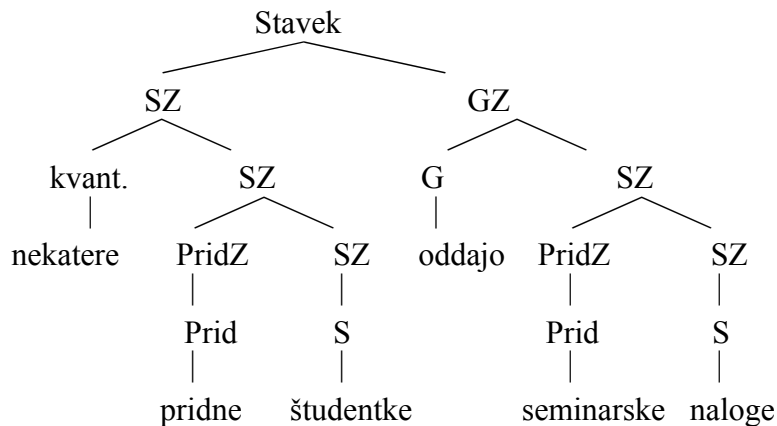 Stavek
SZ GZ
kvant. SZ G SZ
nekatere PridZ SZ oddajo PridZ SZ
Prid S Prid S
pridne študentke seminarske naloge